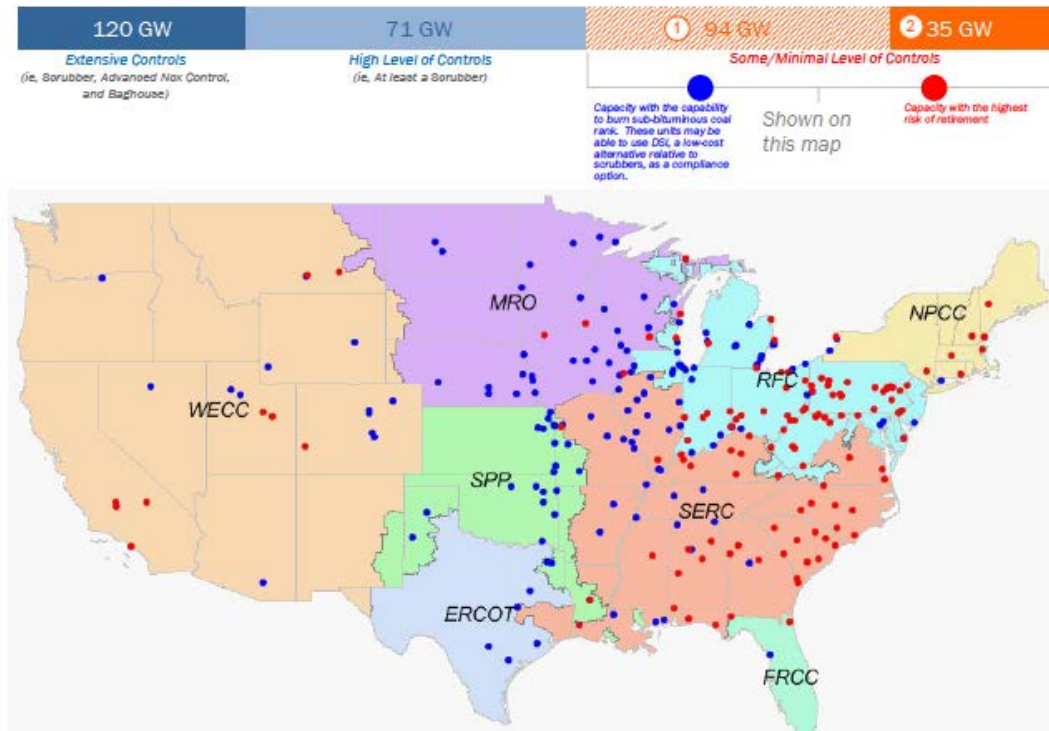 120 GW
71 GW
1 94 GW
2 35 GW
Extensive Controls
(ie, Scrubber, Advanced Nox Control,
and Baghouse)
High Level of Controls
(ie, At least a Scrubber)
Some/Minimal Level of Controls
Capacity with the capability
to burn sub-bituminous coal
rank. These units may be
able to use DSI, a low-cost
alternative relative to
scrubbers, as a compliance
option.
Shown on
this map
Capacity with the highest
risk of retirement
MRO
NPCC
RFC
WECC
SPP
SERC
ERCOT
FRCC